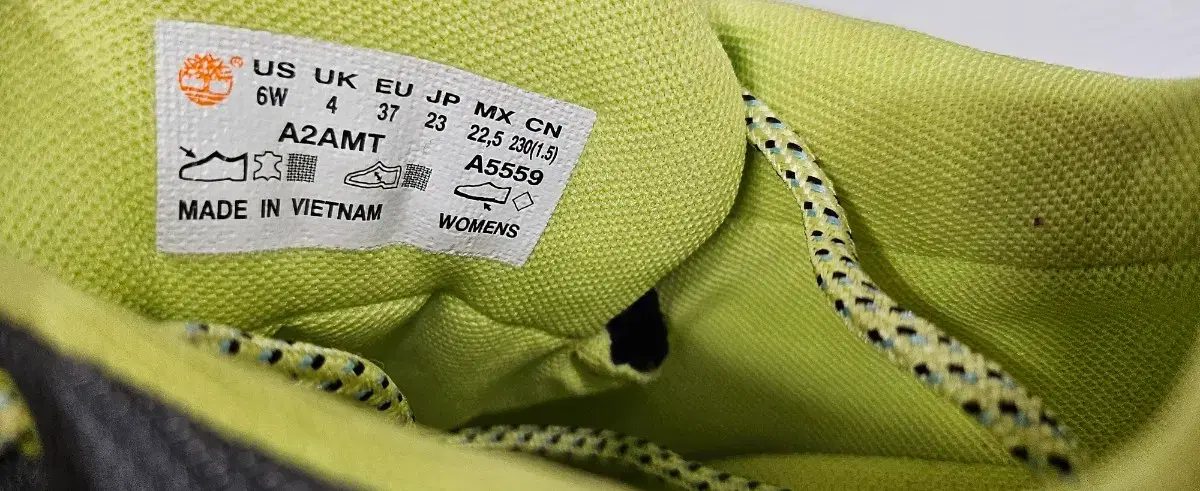 ® US UK EU JP MX CN
6W 4 37 23 22,5 230(1.5)
A2AMT A5559
MADE IN VIETNAM WOMENS